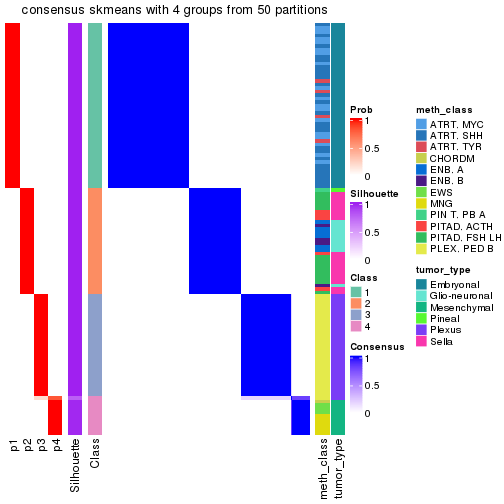 consensus skmeans with 4 groups from 50 partitions
Prob
1
0.5
0
Silhouette
1
0.5
0
Class
1
2
3
4
Consensus
1
0.5
0
meth_class
ATRT. MYC
ATRT. SHH
ATRT. TYR
CHORDM
ENB. A
ENB. B
EWS
MNG
PIN T. PB A
PITAD. ACTH
PITAD. FSH LH
PLEX. PED B
tumor_type
Embryonal
Glio-neuronal
Mesenchymal
Pineal
Plexus
Sella
p1
p2
p3
p4
Silhouette
Class
meth_class
tumor_type